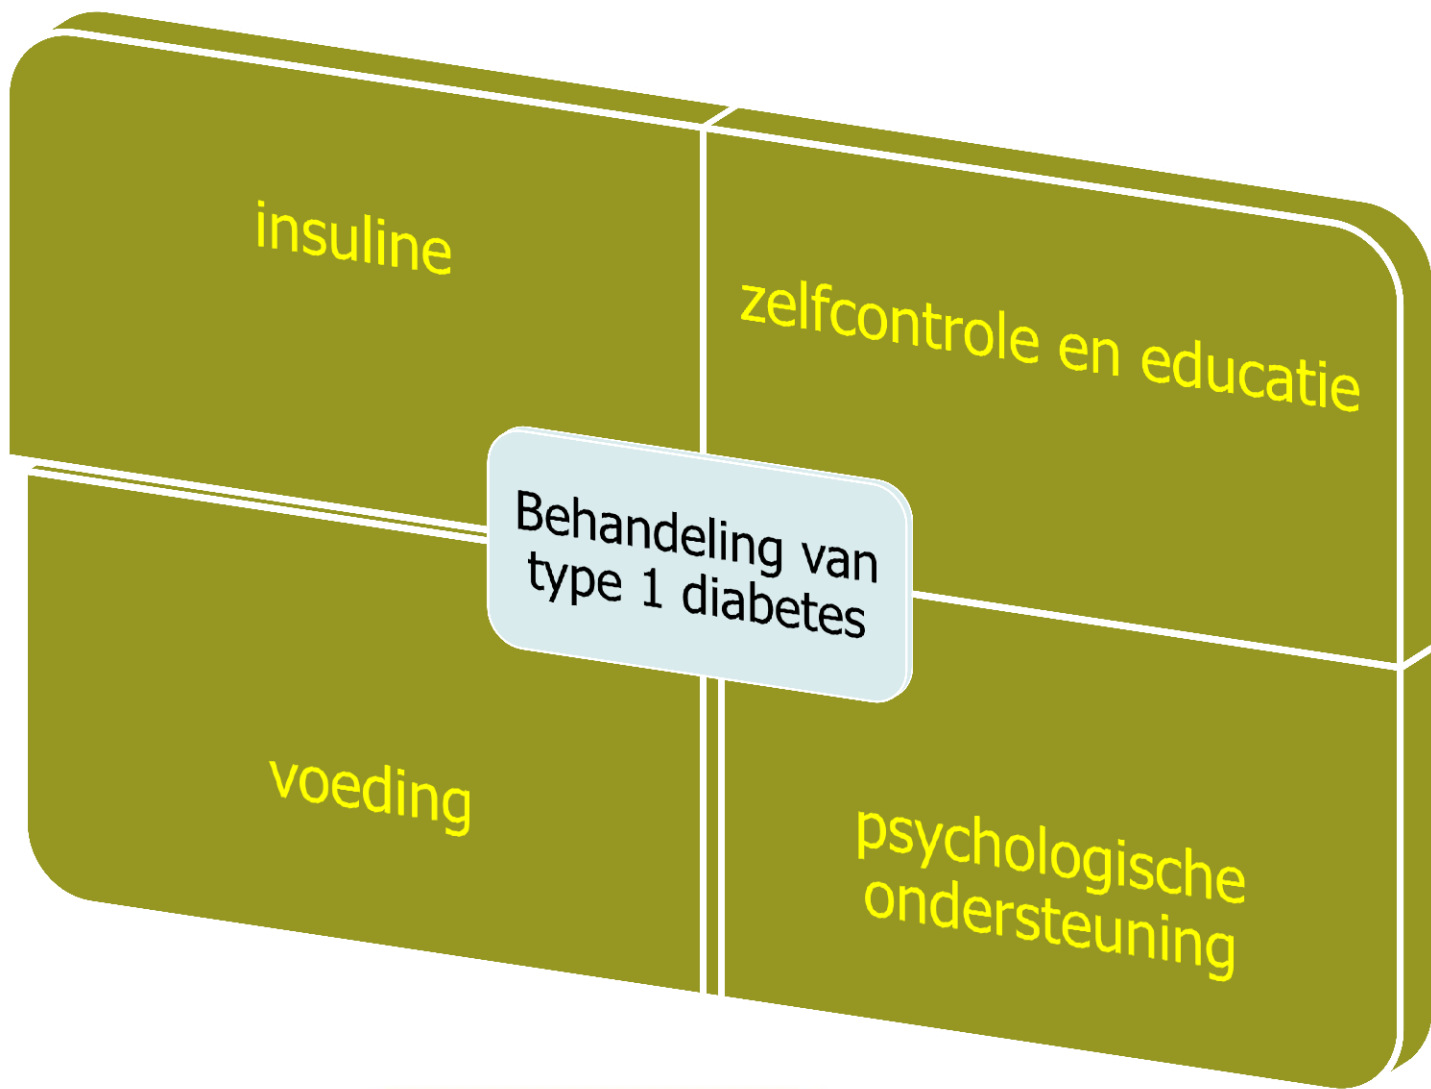 insuline
zelfcontrole en educatie
Behandeling van
type 1 diabetes
voeding
psychologische
ondersteuning